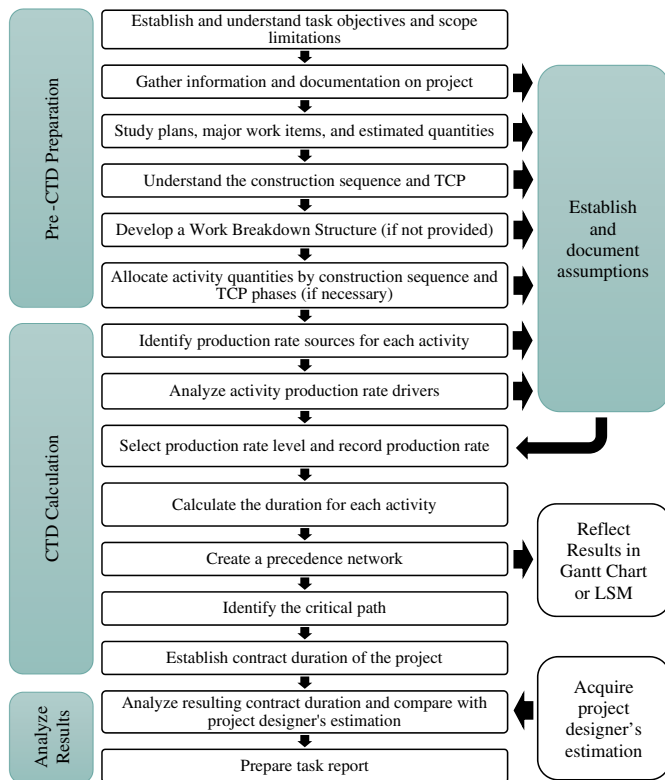 Establish and understand task objectives and scope
limitations
Gather information and documentation on project
Study plans, major work items, and estimated quantities
Understand the construction sequence and TCP
Develop a Work Breakdown Structure (if not provided)
Allocate activity quantities by construction sequence and
TCP phases (if necessary)
Pre -CTD Preparation
Establish
and
document
assumptions
Identify production rate sources for each activity
Analyze activity production rate drivers
Select production rate level and record production rate
Calculate the duration for each activity
Create a precedence network
Identify the critical path
Establish contract duration of the project
CTD Calculation
Reflect
Results in
Gantt Chart
or LSM
Analyze resulting contract duration and compare with
project designer's estimation
Prepare task report
Analyze
Results
Acquire
project
designer’s
estimation